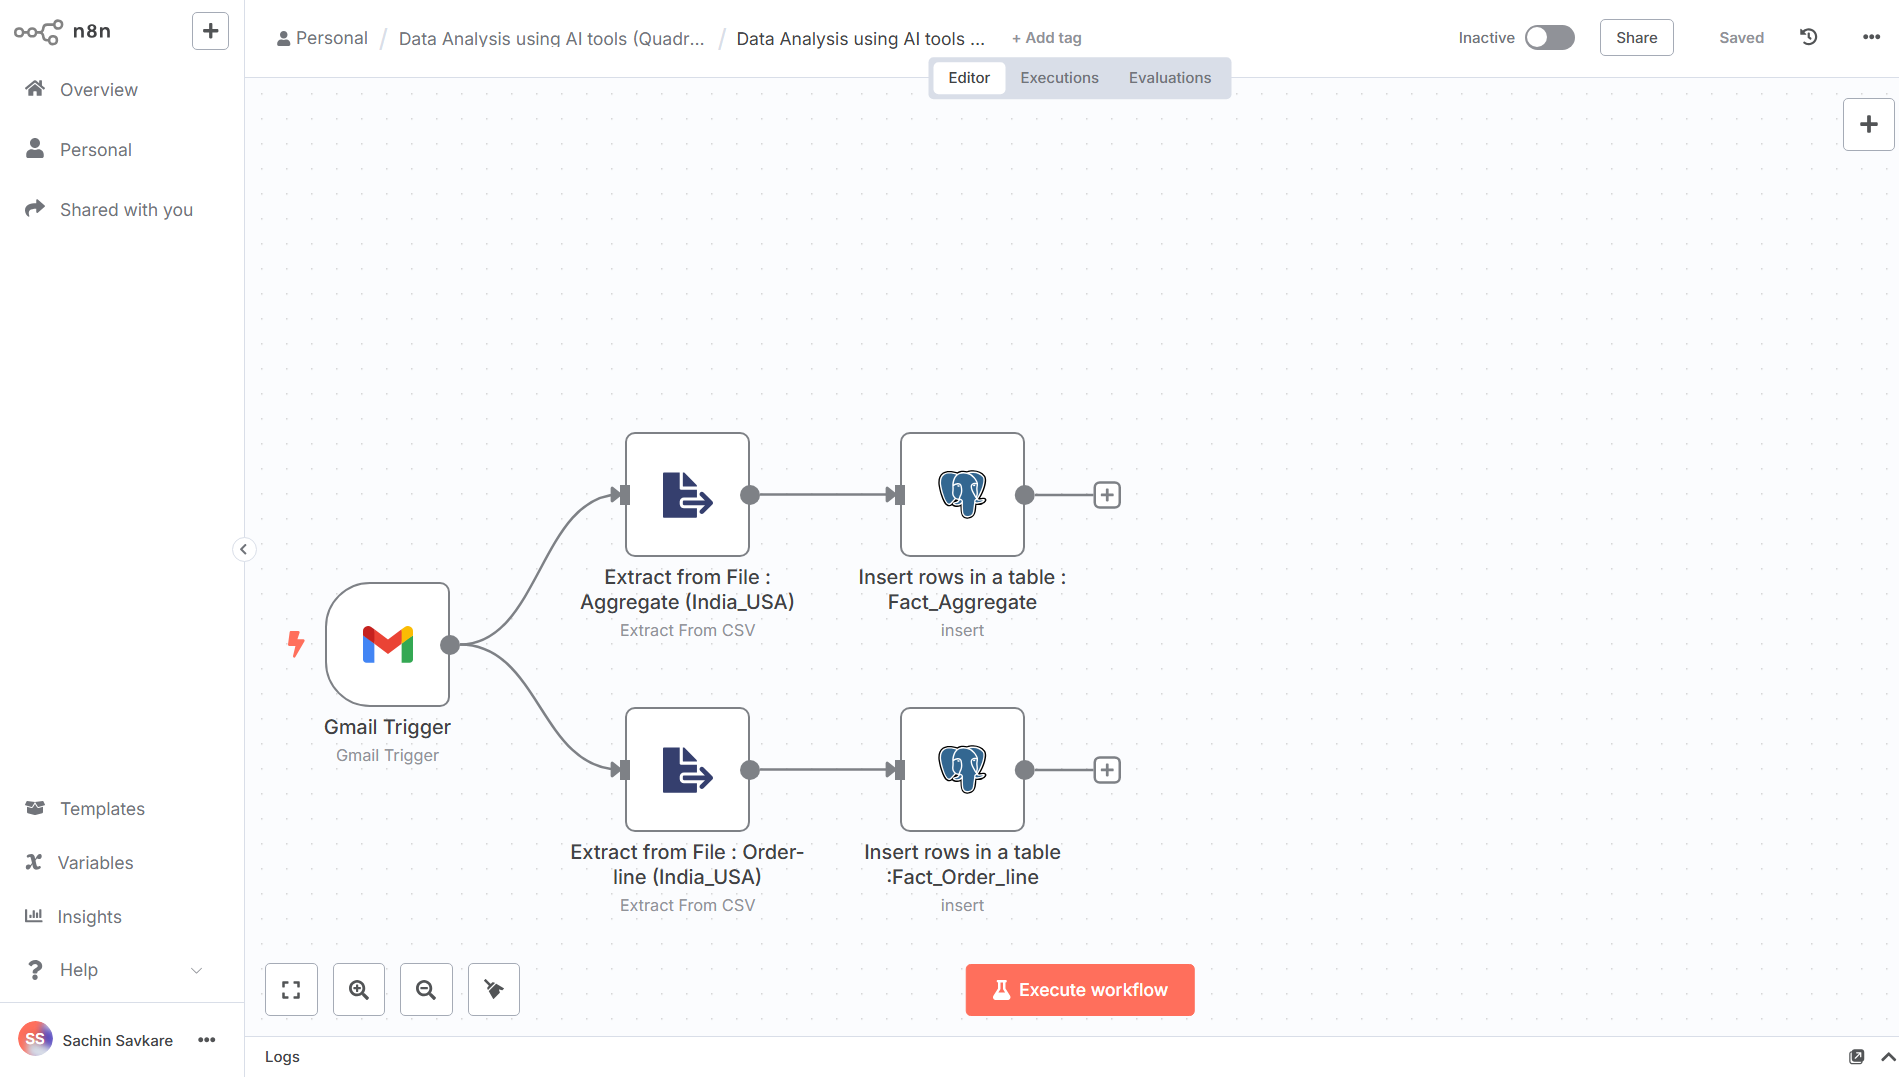 n8n
Overview
Personal
Shared with you
Templates
Variables
Insights
Help
SS
Sachin Savkare
Personal / Data Analysis using AI tools (Quadr... / Data Analysis using AI tools ... + Add tag
Inactive
Share
Saved
Editor
Executions
Evaluations
Extract from File :
Aggregate (India_USA)
Extract From CSV
Insert rows in a table :
Fact_Aggregate
insert
Gmail Trigger
Gmail Trigger
Extract from File : Order-
line (India_USA)
Extract From CSV
Insert rows in a table
:Fact_Order_line
insert
Execute workflow
Logs